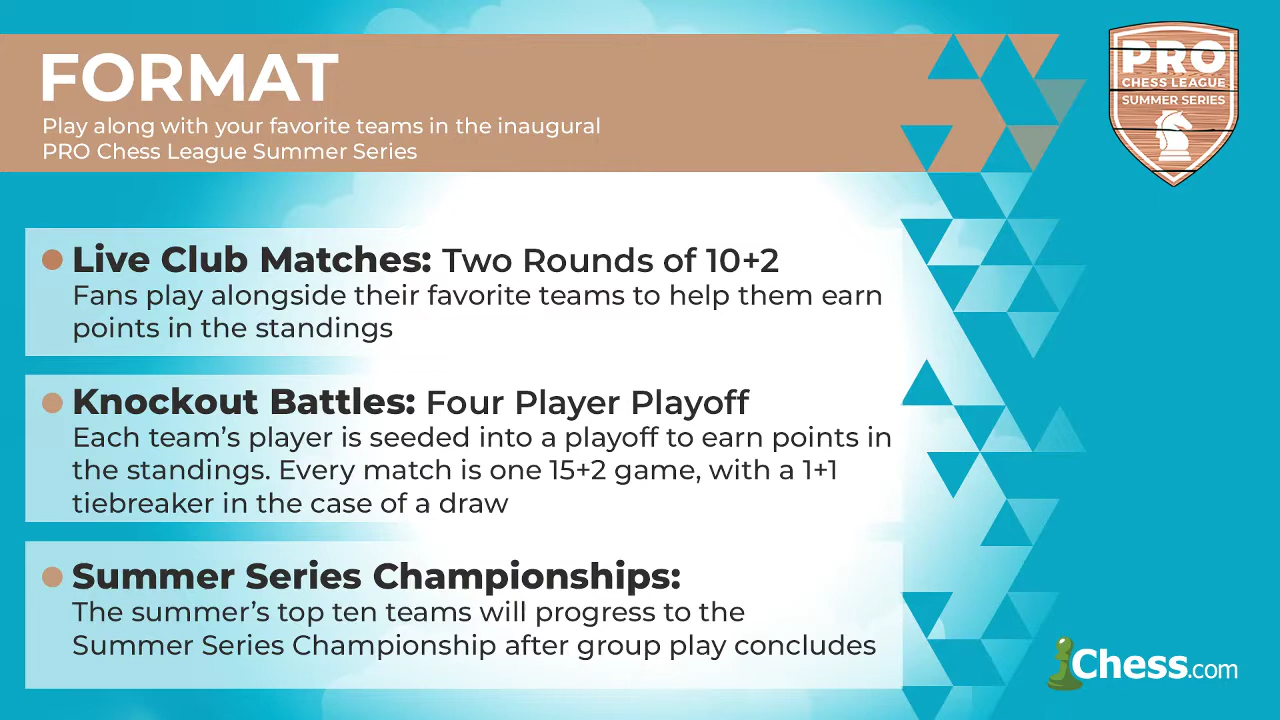 FORMAT
Play along with your favorite teams in the inaugural
PRO Chess League Summer Series
PRO
CHESS LEAGUE
SUMMER SERIES
Live Club Matches: Two Rounds of 10+2
Fans play alongside their favorite teams to help them earn
points in the standings
Knockout Battles: Four Player Playoff
Each team’s player is seeded into a playoff to earn points in
the standings. Every match is one 15+2 game, with a 1+1
tiebreaker in the case of a draw
Summer Series Championships:
The summer’s top ten teams will progress to the
Summer Series Championship after group play concludes
Chess.com